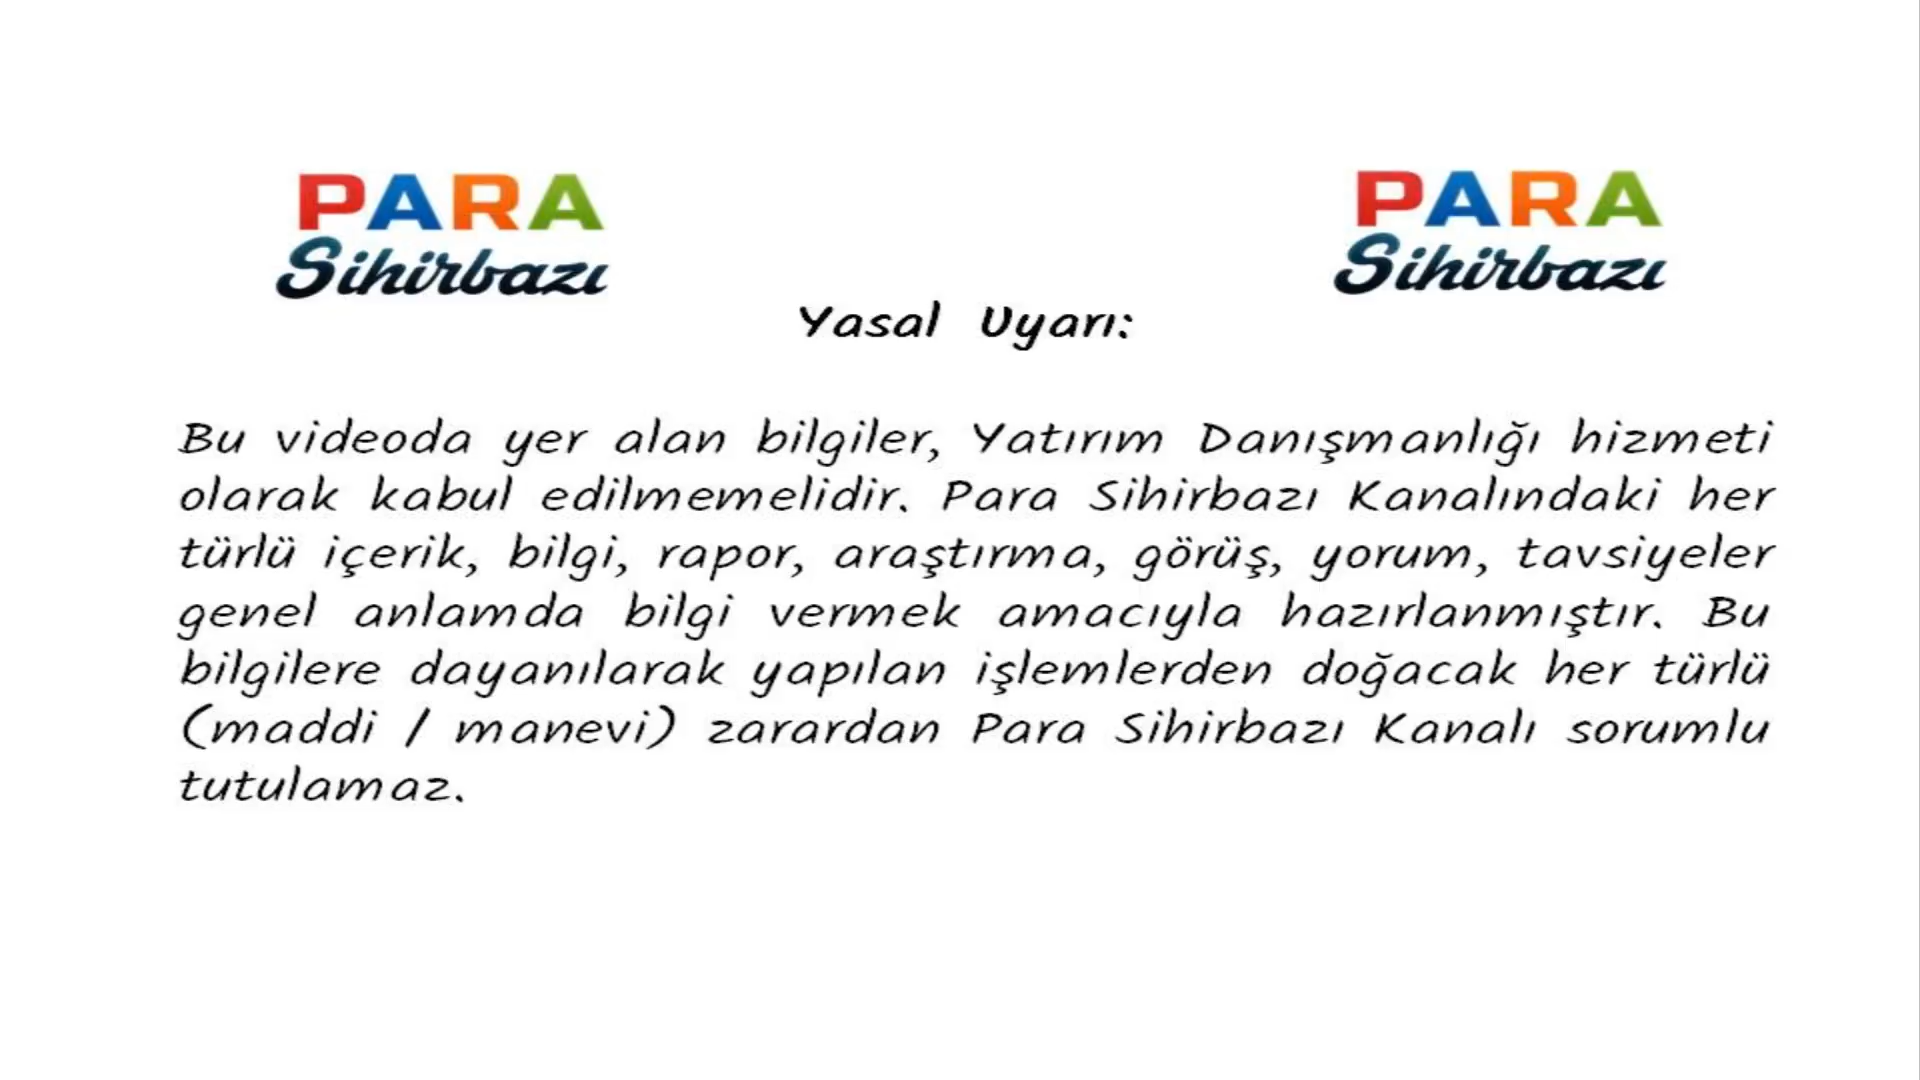 PARA
Sihirbazı
PARA
Sihirbazı
Yasal Uyarı:
Bu videoda yer alan bilgiler, Yatırım Danışmanlığı hizmeti
olarak kabul edilmemelidir. Para Sihirbazı Kanalındaki her
türlü içerik, bilgi, rapor, araştırma, görüş, yorum, tavsiyeler
genel anlamda bilgi vermek amacıyla hazırlanmıştır. Bu
bilgilere dayanılarak yapılan işlemlerden doğacak her türlü
(maddi / manevi) zarardan Para Sihirbazı Kanalı sorumlu
tutulamaz.